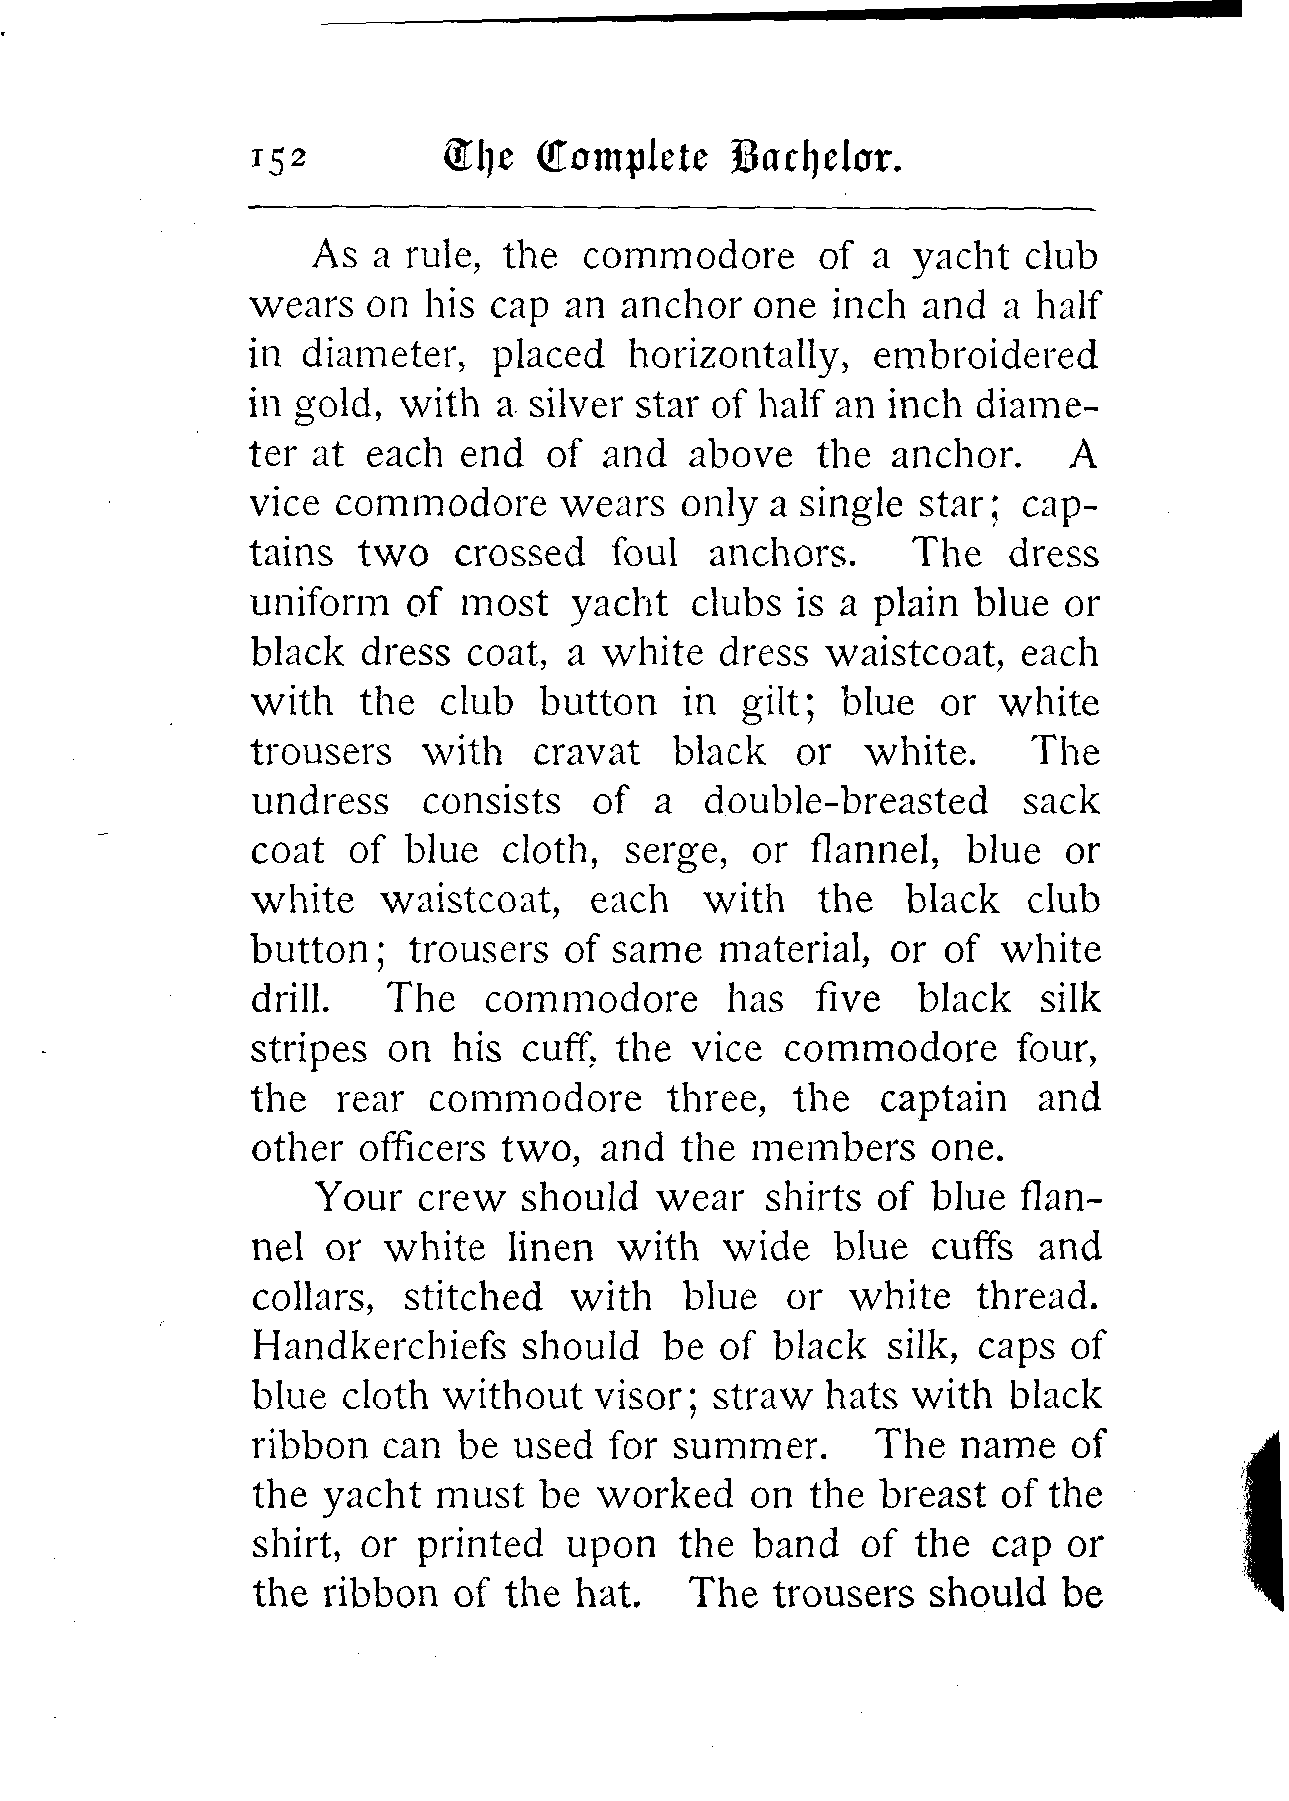 152 The Complete Bachelor.
As a rule, the commodore of a yacht club
wears on his cap an anchor one inch and a half
in diameter, placed horizontally, embroidered
in gold, with a silver star of half an inch diame-
ter at each end of and above the anchor. A
vice commodore wears only a single star; cap-
tains two crossed foul anchors. The dress
uniform of most yacht clubs is a plain blue or
black dress coat, a white dress waistcoat, each
with the club button in gilt; blue or white
trousers with cravat black or white. The
undress consists of a double-breasted sack
coat of blue cloth, serge, or flannel, blue or
white waistcoat, each with the black club
button; trousers of same material, or of white
drill. The commodore has five black silk
stripes on his cuff, the vice commodore four,
the rear commodore three, the captain and
other officers two, and the members one.
Your crew should wear shirts of blue flan-
nel or white linen with wide blue cuffs and
collars, stitched with blue or white thread.
Handkerchiefs should be of black silk, caps of
blue cloth without visor; straw hats with black
ribbon can be used for summer. The name of
the yacht must be worked on the breast of the
shirt, or printed upon the band of the cap or
the ribbon of the hat. The trousers should be